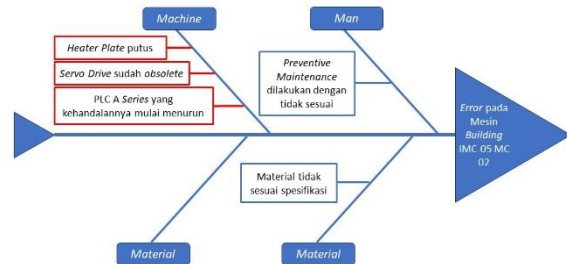 Machine
Man
Heater Plate putus
Servo Drive sudah obsolete
PLC A Series yang
kehandalannya mulai menurun
Preventive
Maintenance
dilakukan dengan
tidak sesuai
Error pada
Mesin
Building
IMC 05 MC
02
Material tidak
sesuai spesifikasi
Material
Material